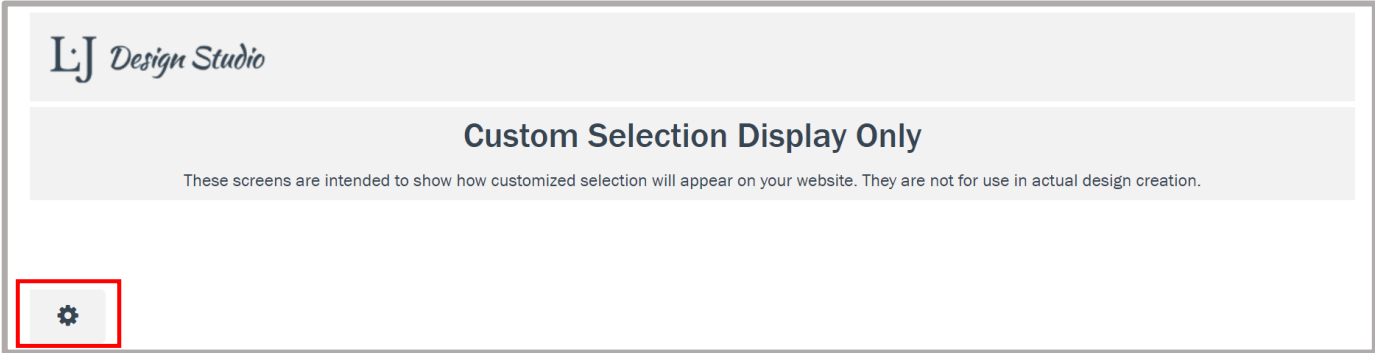 L·J Design Studio
Custom Selection Display Only
These screens are intended to show how customized selection will appear on your website. They are not for use in actual design creation.